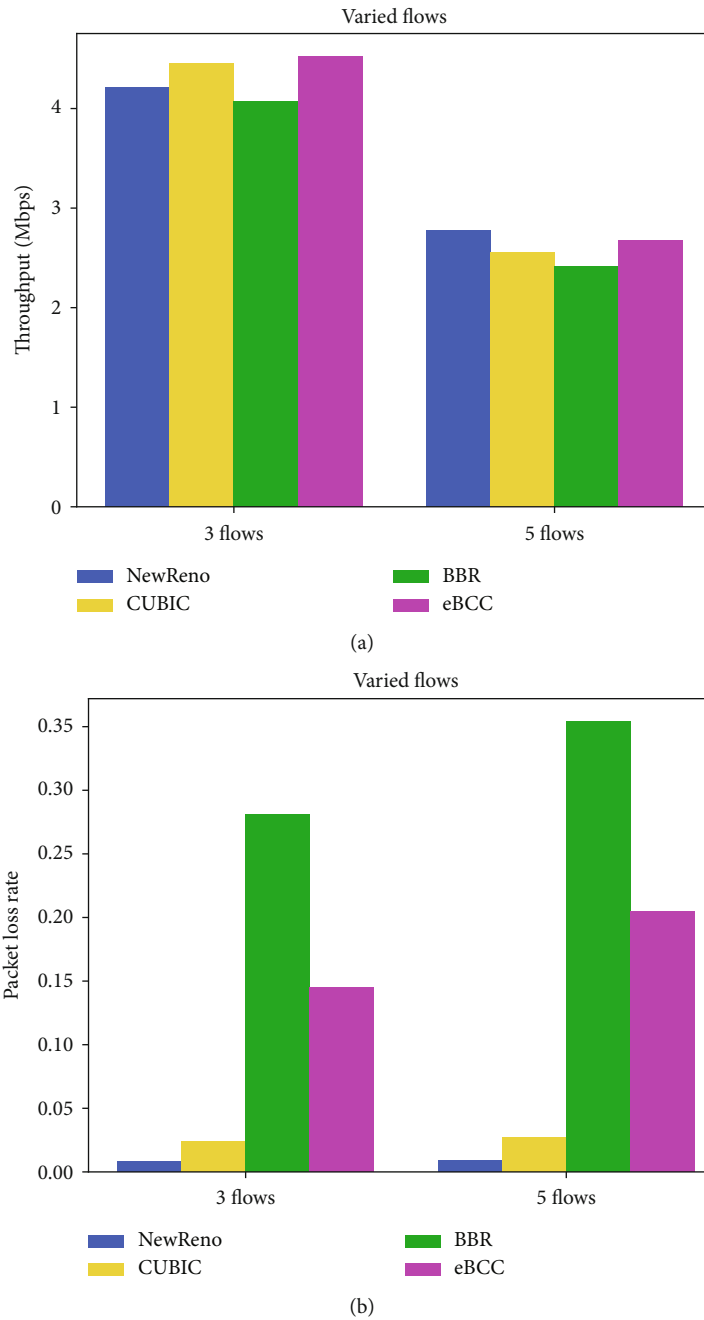 Varied flows
4
3
2
1
0
Throughput (Mbps)
3 flows
5 flows
NewReno
BBR
CUBIC
eBCC
(a)
Varied flows
0.35
0.30
0.25
0.20
0.15
0.10
0.05
0.00
Packet loss rate
3 flows
5 flows
NewReno
BBR
CUBIC
eBCC
(b)